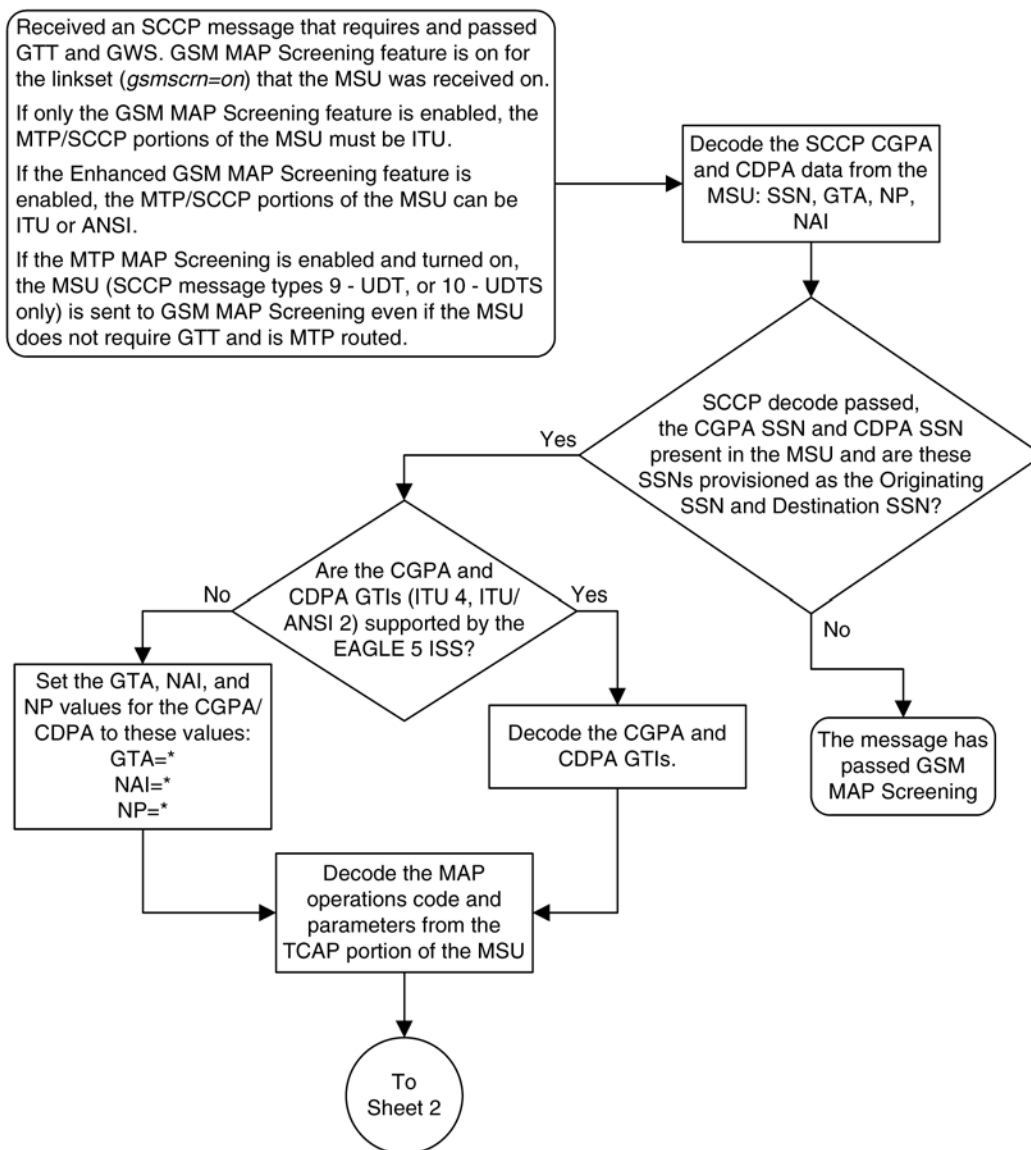 Received an SCCP message that requires and passed
GTT and GWS. GSM MAP Screening feature is on for
the linkset (gsmscrn=on) that the MSU was received on.
If only the GSM MAP Screening feature is enabled, the
MTP/SCCP portions of the MSU must be ITU.
If the Enhanced GSM MAP Screening feature is
enabled, the MTP/SCCP portions of the MSU can be
ITU or ANSI.
If the MTP MAP Screening is enabled and turned on,
the MSU (SCCP message types 9 - UDT, or 10 - UDTS
only) is sent to GSM MAP Screening even if the MSU
does not require GTT and is MTP routed.
Decode the SCCP CGPA
and CDPA data from the
MSU: SSN, GTA, NP,
NAI
SCCP decode passed,
the CGPA SSN and CDPA SSN
present in the MSU and are these
SSNs provisioned as the Originating
SSN and Destination SSN?
Yes
No
Are the CGPA and
CDPA GTIs (ITU 4, ITU/
ANSI 2) supported by the
EAGLE 5 ISS?
No
Yes
Set the GTA, NAI, and
NP values for the CGPA/
CDPA to these values:
GTA=*
NAI=*
NP=*
Decode the CGPA and
CDPA GTIs.
The message has
passed GSM
MAP Screening
Decode the MAP
operations code and
parameters from the
TCAP portion of the MSU
To
Sheet 2